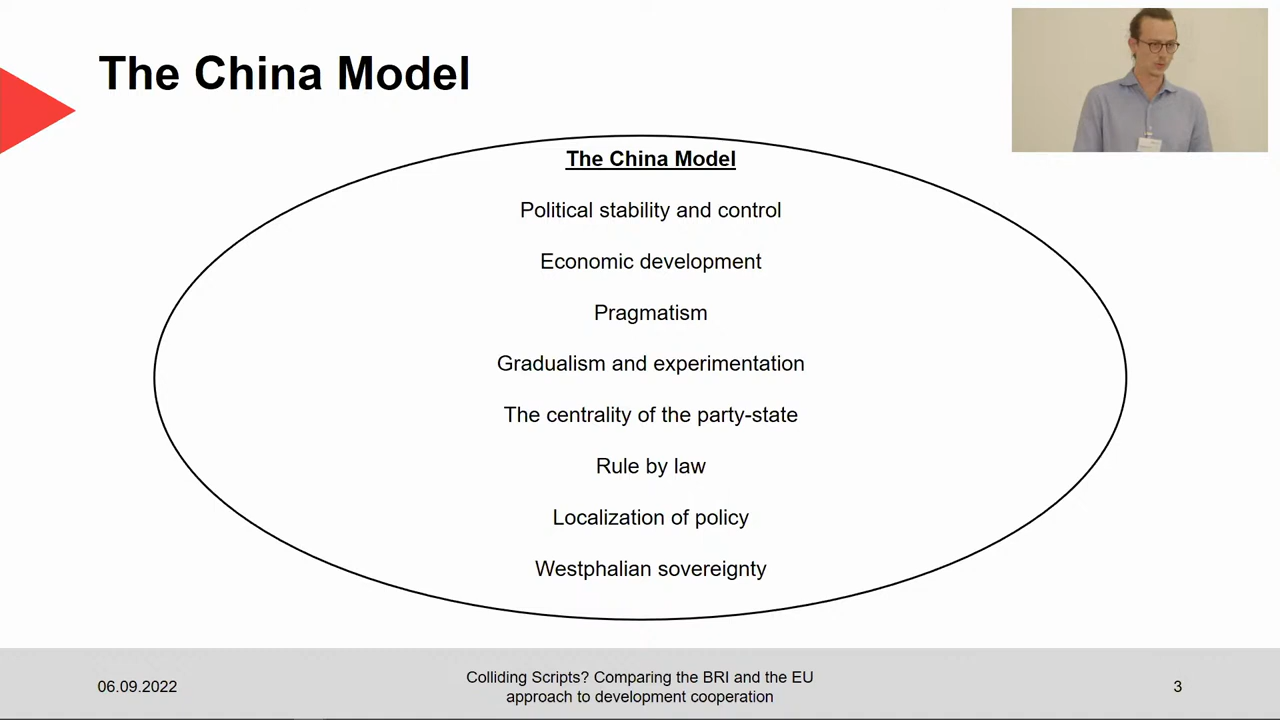 The China Model
The China Model
Political stability and control
Economic development
Pragmatism
Gradualism and experimentation
The centrality of the party-state
Rule by law
Localization of policy
Westphalian sovereignty
06.09.2022
Colliding Scripts? Comparing the BRI and the EU
approach to development cooperation
3